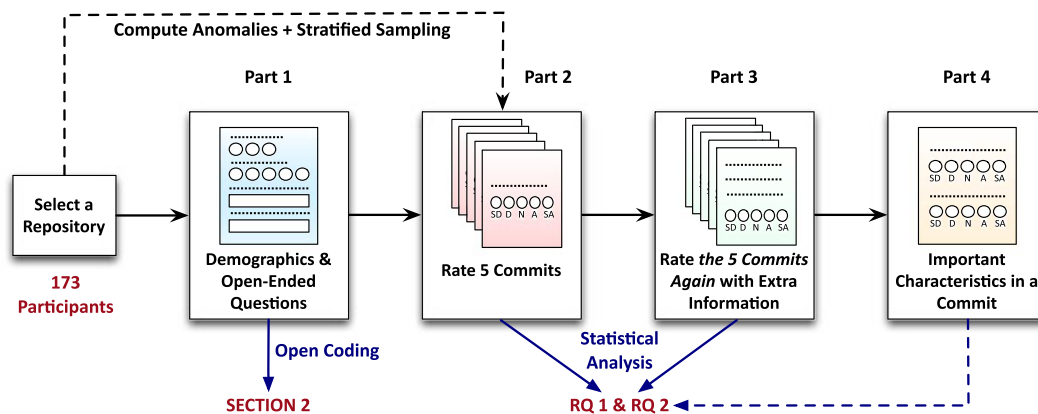 Compute Anomalies + Stratified Sampling
Part 1
Part 2
Part 3
Part 4
Select a
Repository
173
Participants
Demographics &
Open-Ended
Questions
SD D N A SA
Rate 5 Commits
SD D N A SA
Rate the 5 Commits
Again with Extra
Information
SD D N A SA
SD D N A SA
Important
Characteristics in a
Commit
Open Coding
Statistical
Analysis
SECTION 2
RQ 1 & RQ 2